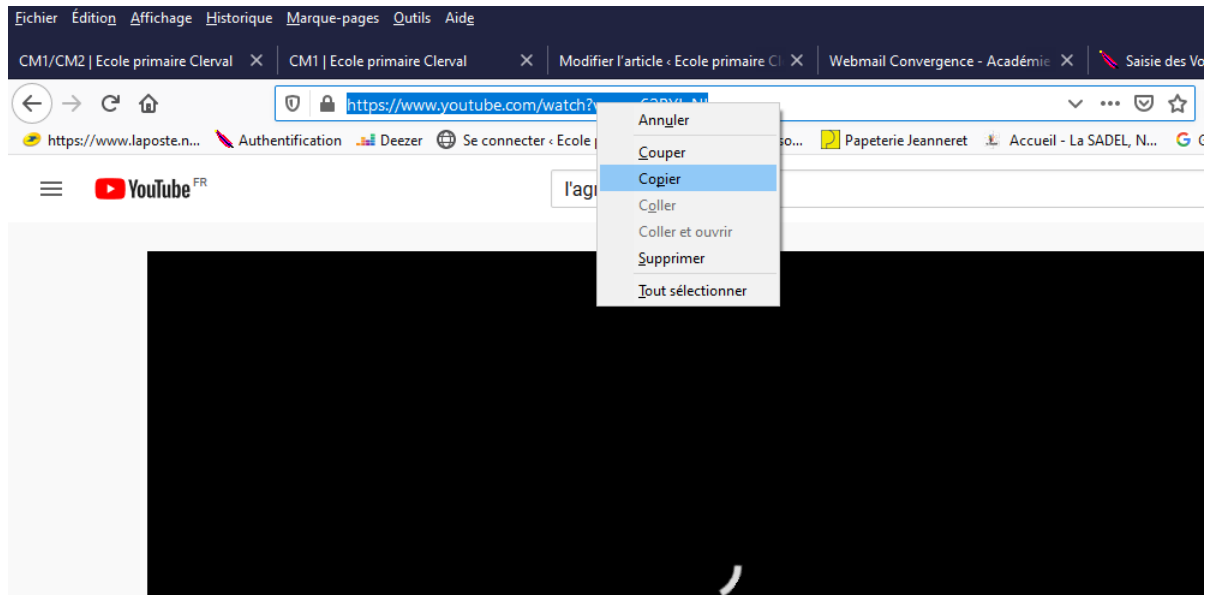 Fichier Édition Affichage Historique Marque-pages Outils Aide
CM1/CM2 | Ecole primaire Clerval CM1 | Ecole primaire Clerval Modifier l'article ‹ Ecole primaire Cl Webmail Convergence - Académie Saisie des Vo
https://www.youtube.com/watch?v
https://www.laposte.n... Authentification Deezer Se connecter ‹ Ecole so... Papeterie Jeanneret Accueil - La SADEL, N... G
YouTube FR
l'agr
Annuler
Couper
Copier
Coller
Coller et ouvrir
Supprimer
Tout sélectionner